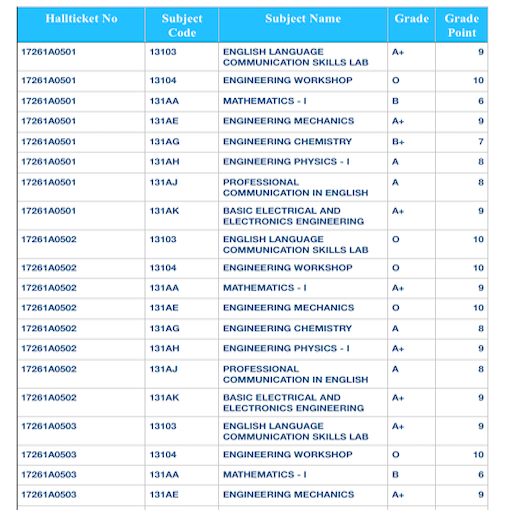 Hallticket No Subject Code Subject Name Grade Grade Point
17261A0501 13103 ENGLISH LANGUAGE COMMUNICATION SKILLS LAB A+ 9
17261A0501 13104 ENGINEERING WORKSHOP O 10
17261A0501 131AA MATHEMATICS - I B 6
17261A0501 131AE ENGINEERING MECHANICS A+ 9
17261A0501 131AG ENGINEERING CHEMISTRY B+ 7
17261A0501 131AH ENGINEERING PHYSICS - I A 8
17261A0501 131AJ PROFESSIONAL COMMUNICATION IN ENGLISH A 8
17261A0501 131AK BASIC ELECTRICAL AND ELECTRONICS ENGINEERING A+ 9
17261A0502 13103 ENGLISH LANGUAGE COMMUNICATION SKILLS LAB O 10
17261A0502 13104 ENGINEERING WORKSHOP O 10
17261A0502 131AA MATHEMATICS - I A+ 9
17261A0502 131AE ENGINEERING MECHANICS O 10
17261A0502 131AG ENGINEERING CHEMISTRY A 8
17261A0502 131AH ENGINEERING PHYSICS - I A+ 9
17261A0502 131AJ PROFESSIONAL COMMUNICATION IN ENGLISH A 8
17261A0502 131AK BASIC ELECTRICAL AND ELECTRONICS ENGINEERING A+ 9
17261A0503 13103 ENGLISH LANGUAGE COMMUNICATION SKILLS LAB A+ 9
17261A0503 13104 ENGINEERING WORKSHOP O 10
17261A0503 131AA MATHEMATICS - I B 6
17261A0503 131AE ENGINEERING MECHANICS A+ 9